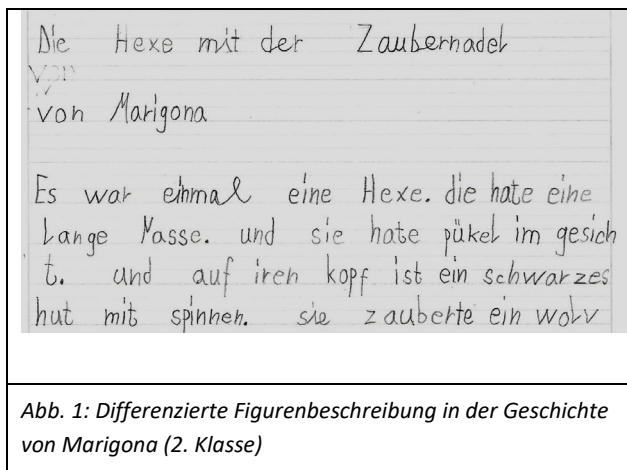 Die Hexe mit der Zaubernadel
von
von Marigona
Es war einmal eine Hexe. die hate eine
Lange Nasse. und sie hate pükel im gesich
t. und auf iren kopf ist ein schwarzes
hut mit spinnen. sie zauberte ein wolv
Abb. 1: Differenzierte Figurenbeschreibung in der Geschichte
von Marigona (2. Klasse)